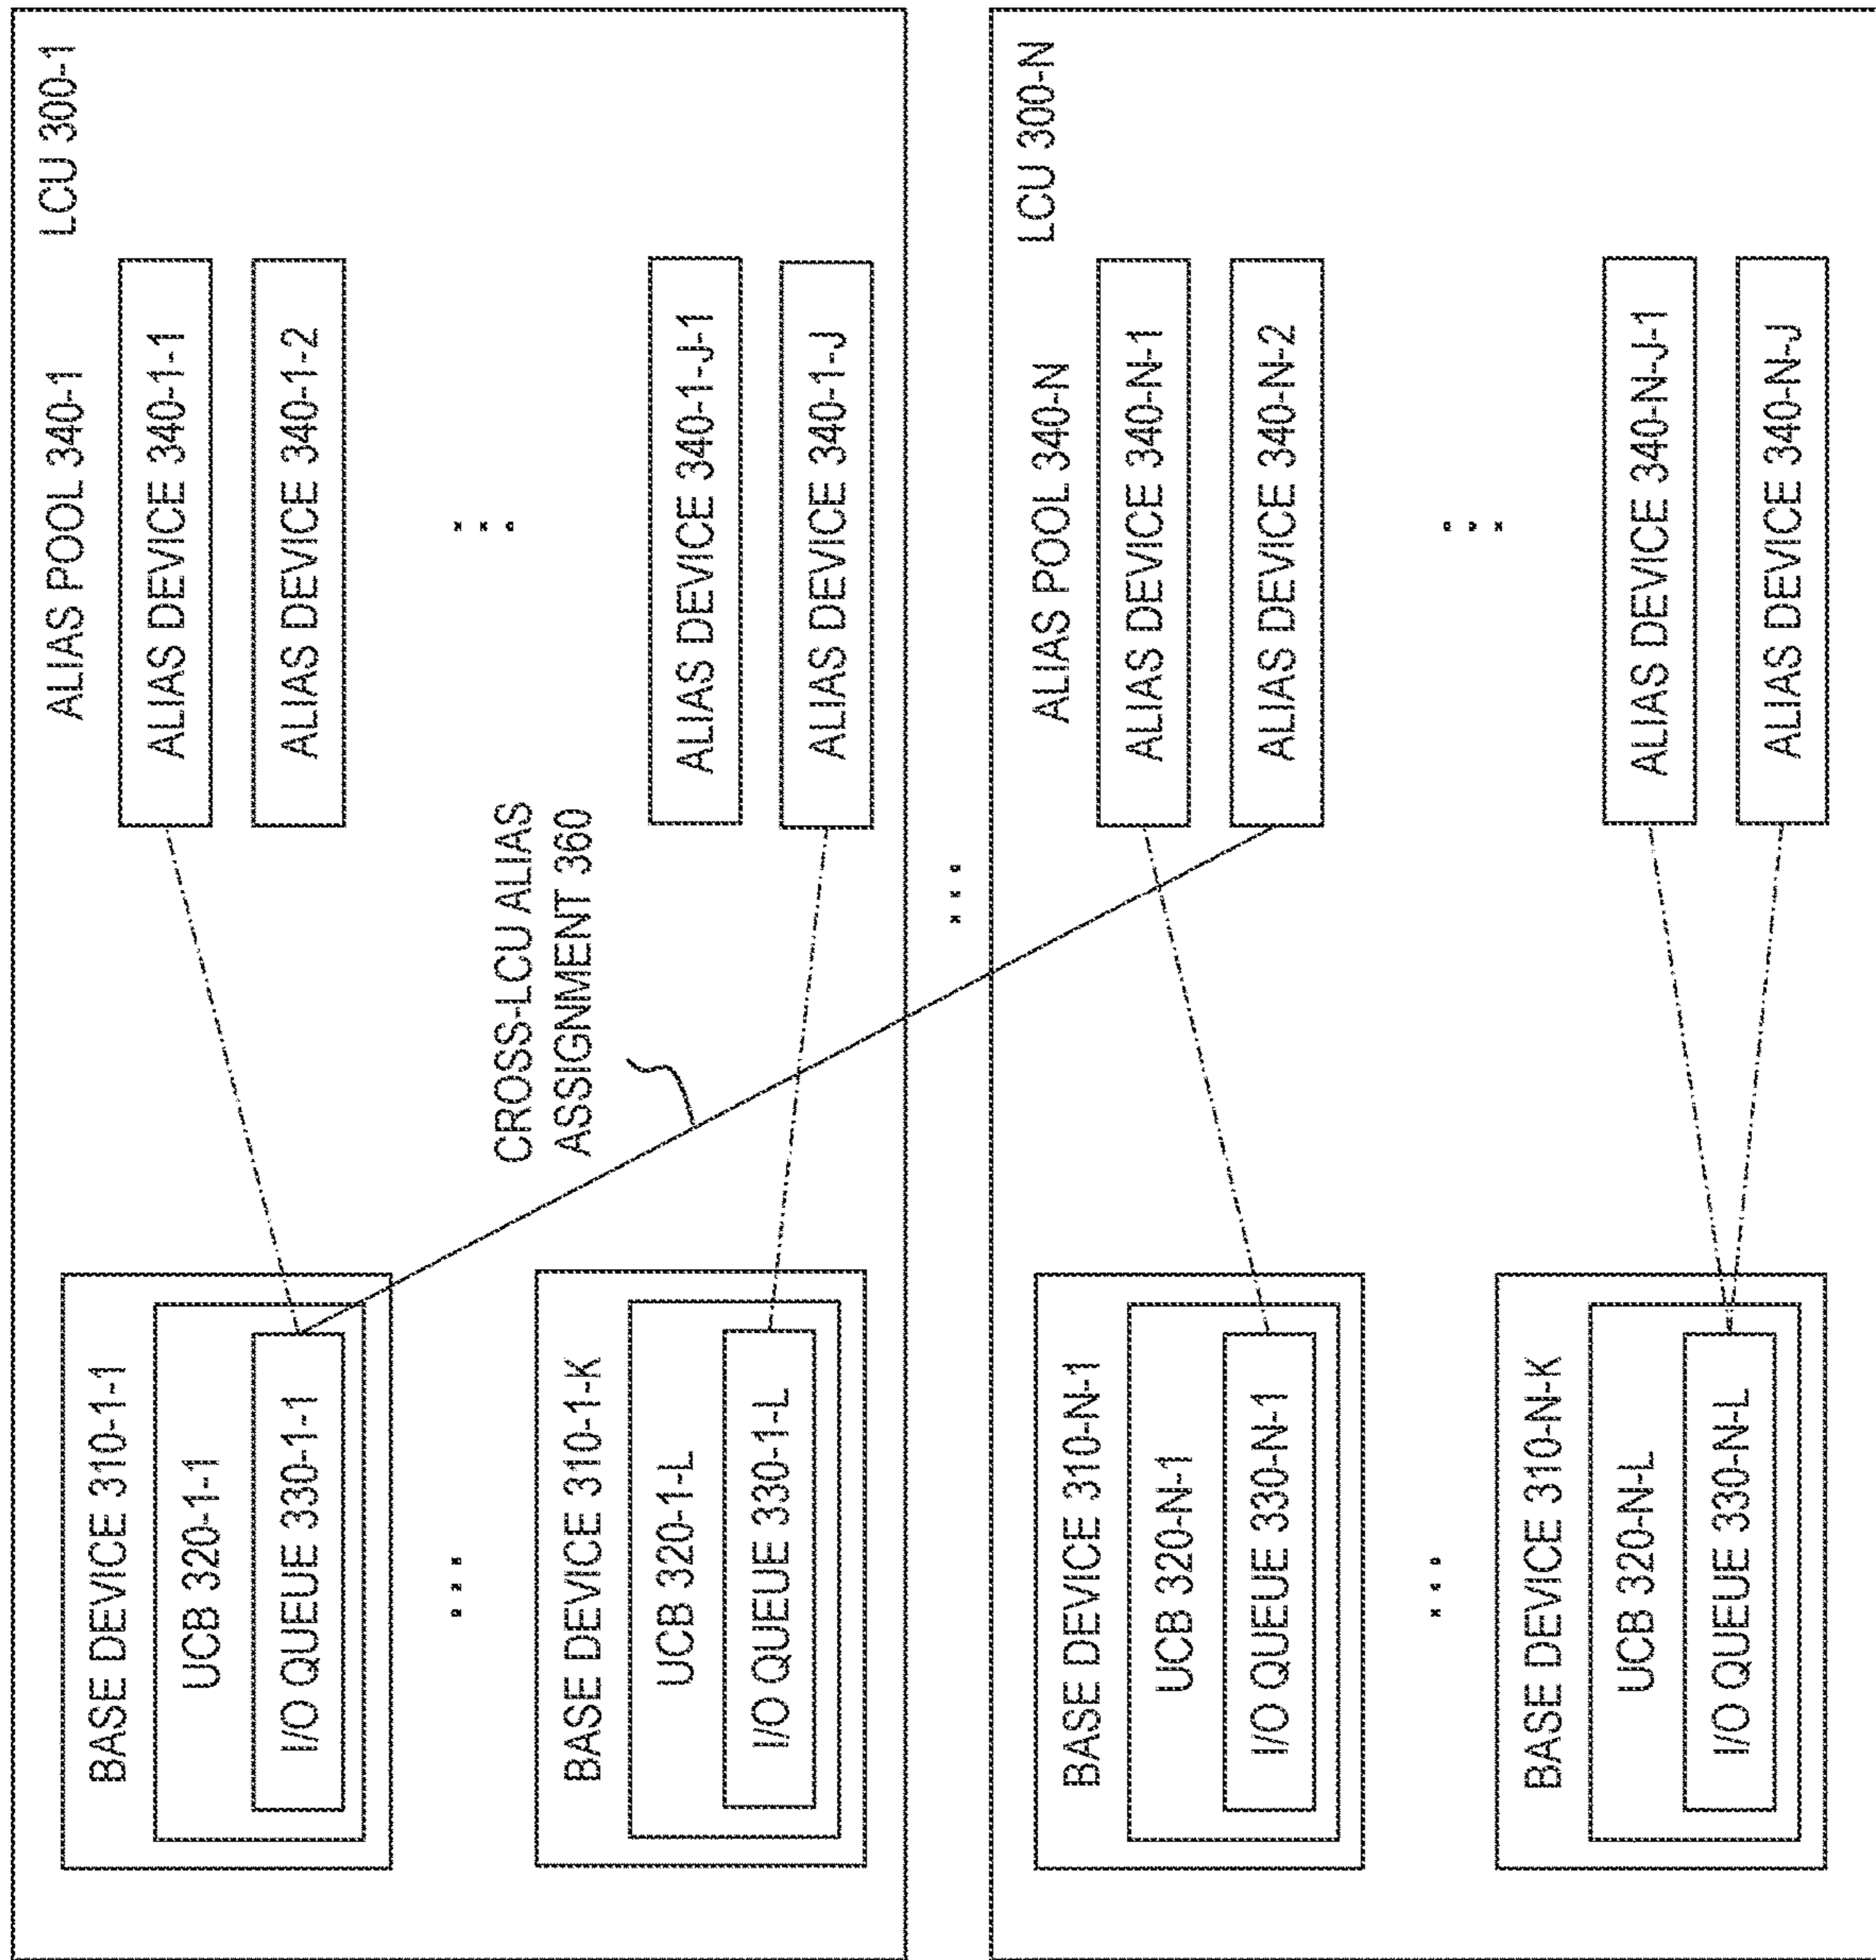 LCU 300-1
BASE DEVICE 310-1-1
UCB 320-1-1
I/O QUEUE 330-1-1
BASE DEVICE 310-1-K
UCB 320-1-L
I/O QUEUE 330-1-L
CROSS-LCU ALIAS
ASSIGNMENT 360
ALIAS POOL 340-1
ALIAS DEVICE 340-1-1
ALIAS DEVICE 340-1-2
ALIAS DEVICE 340-1-J-1
ALIAS DEVICE 340-1-J
LCU 300-N
BASE DEVICE 310-N-1
UCB 320-N-1
I/O QUEUE 330-N-1
BASE DEVICE 310-N-K
UCB 320-N-L
I/O QUEUE 330-N-L
ALIAS POOL 340-N
ALIAS DEVICE 340-N-1
ALIAS DEVICE 340-N-2
ALIAS DEVICE 340-N-J-1
ALIAS DEVICE 340-N-J